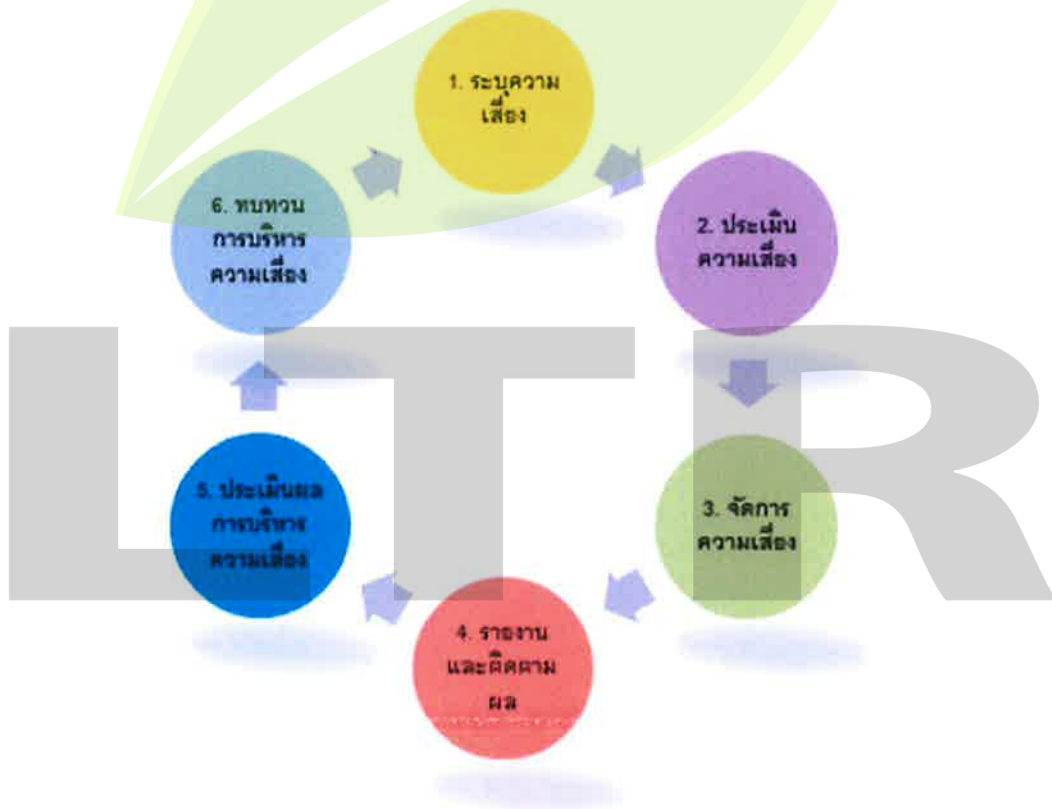 1. ระบุความ
เสี่ยง
2. ประเมิน
ความเสี่ยง
3. จัดการ
ความเสี่ยง
4. รายงาน
และติดตาม
ผล
5. ประเมินผล
การบริหาร
ความเสี่ยง
6. ทบทวน
การบริหาร
ความเสี่ยง
LTR